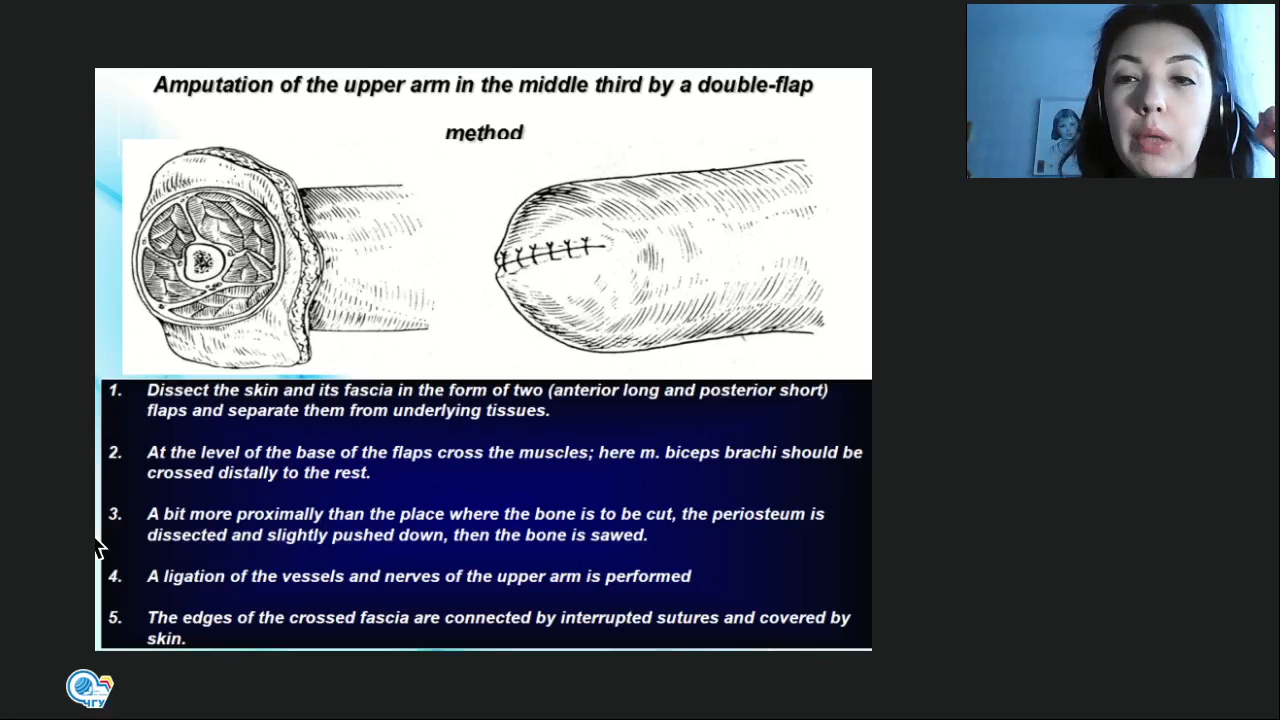 Amputation of the upper arm in the middle third by a double-flap
method
1. Dissect the skin and its fascia in the form of two (anterior long and posterior short)
flaps and separate them from underlying tissues.
2. At the level of the base of the flaps cross the muscles; here m. biceps brachi should be
crossed distally to the rest.
3. A bit more proximally than the place where the bone is to be cut, the periosteum is
dissected and slightly pushed down, then the bone is sawed.
4. A ligation of the vessels and nerves of the upper arm is performed
5. The edges of the crossed fascia are connected by interrupted sutures and covered by
skin.
ЧГУ